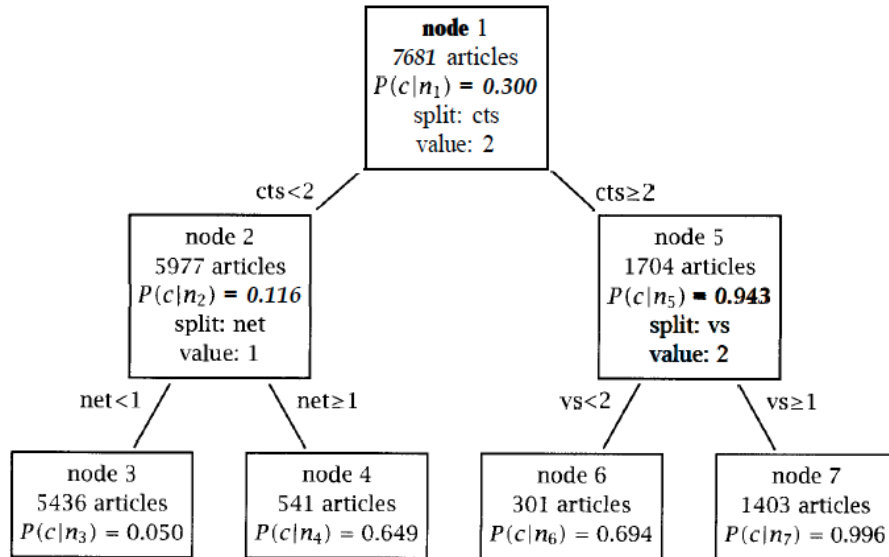 node 1
7681 articles
P(c|n₁) = 0.300
split: cts
value: 2
cts<2
cts≥2
node 2
5977 articles
P(c|n₂) = 0.116
split: net
value: 1
node 5
1704 articles
P(c|n₅) = 0.943
split: vs
value: 2
net<1
net≥1
vs<2
vs≥1
node 3
5436 articles
P(c|n₃) = 0.050
node 4
541 articles
P(c|n₄) = 0.649
node 6
301 articles
P(c|n₆) = 0.694
node 7
1403 articles
P(c|n₇) = 0.996